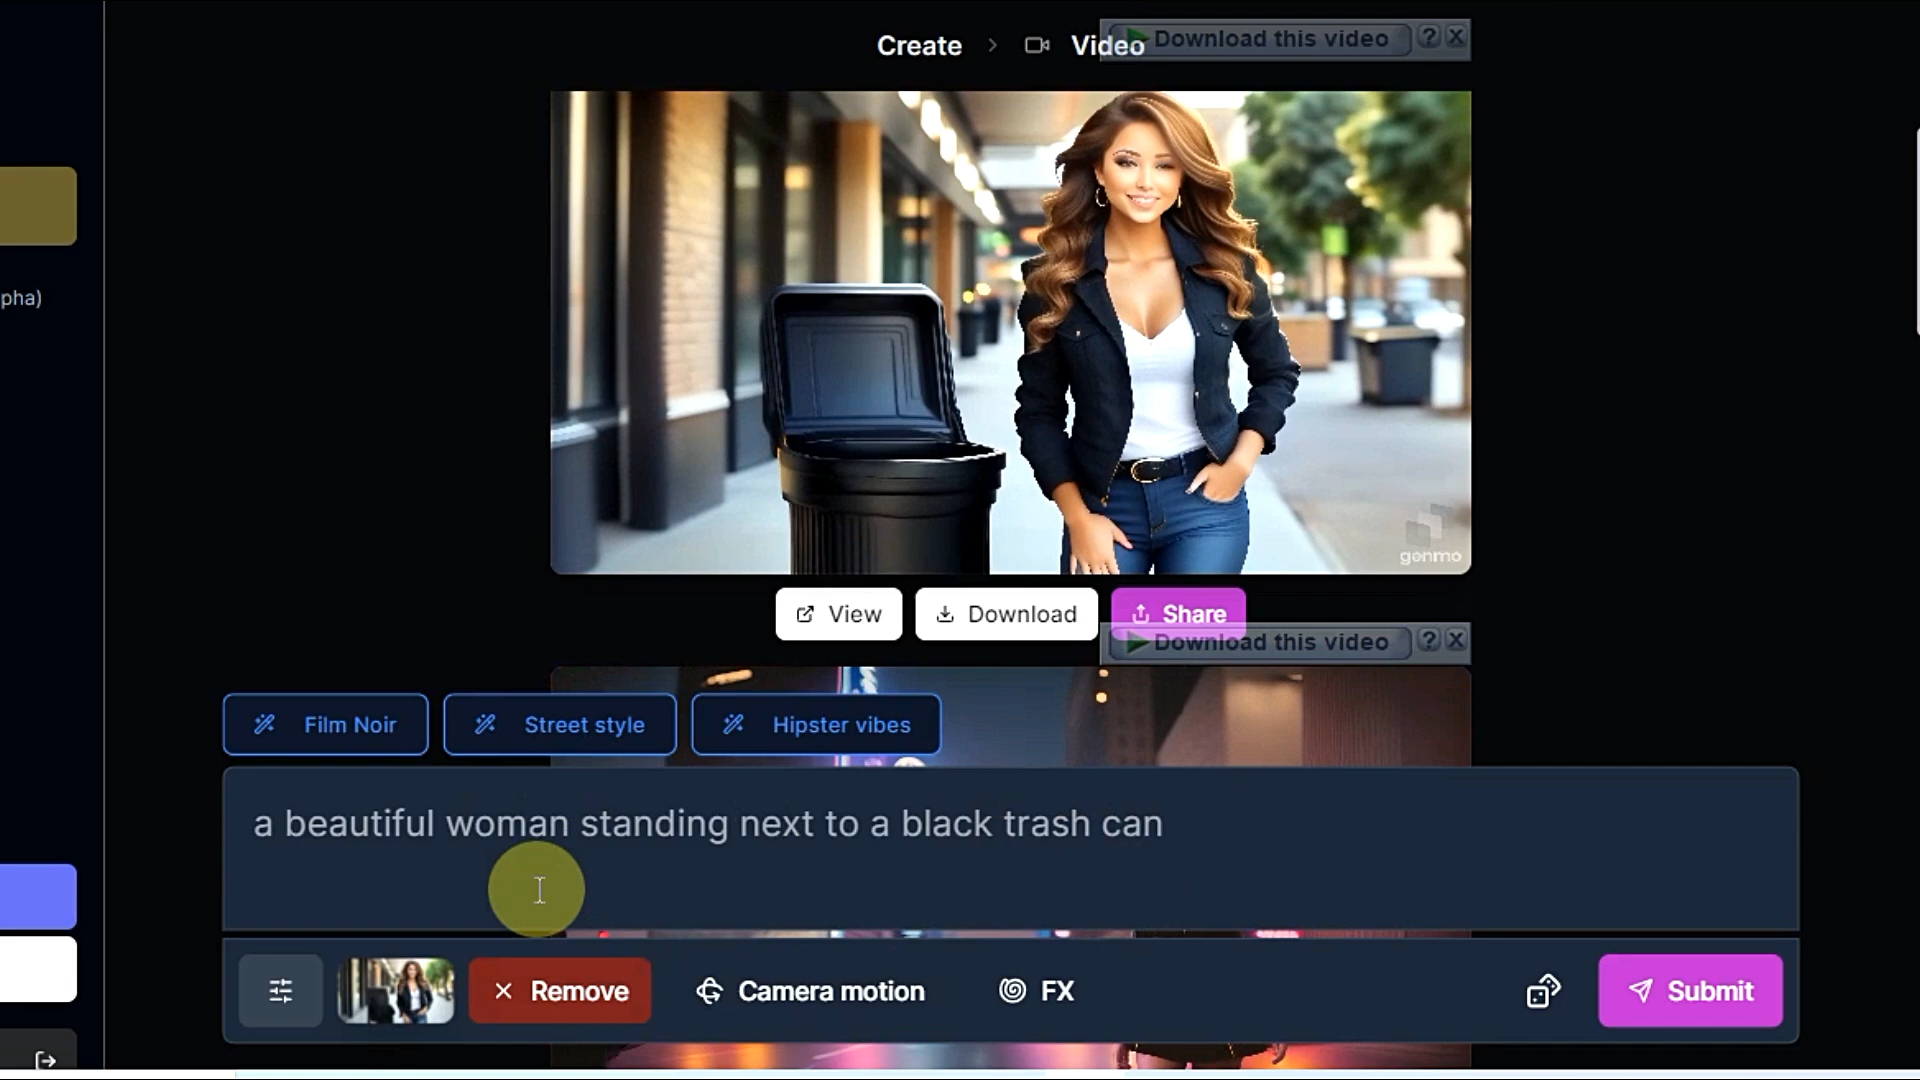 Create > Video
Download this video ? X
pha)
genmo
View
Download
Share
Download this video ? X
Film Noir
Street style
Hipster vibes
a beautiful woman standing next to a black trash can
Remove
Camera motion
FX
Submit